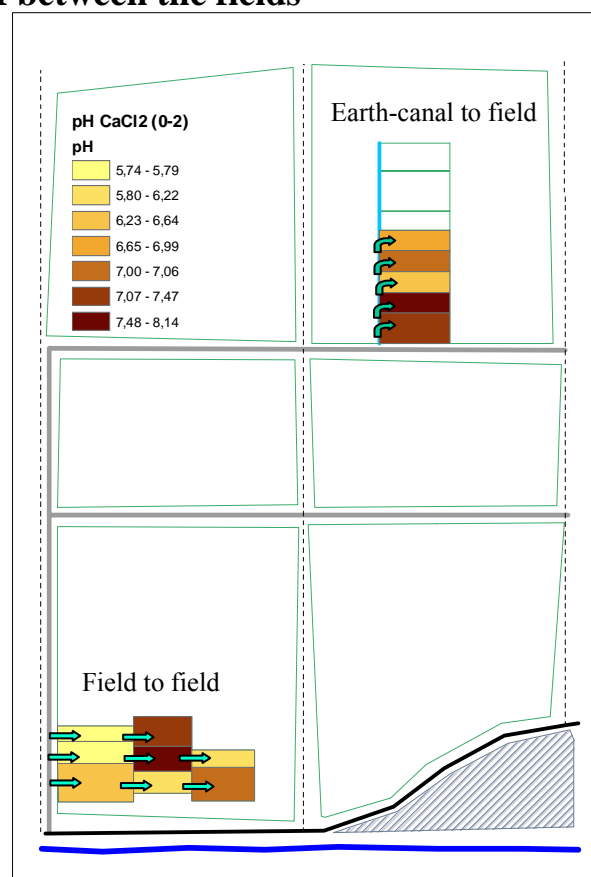 between the fields
pH CaCl2 (0-2)
pH
5,74 - 5,79
5,80 - 6,22
6,23 - 6,64
6,65 - 6,99
7,00 - 7,06
7,07 - 7,47
7,48 - 8,14
Earth-canal to field
Field to field